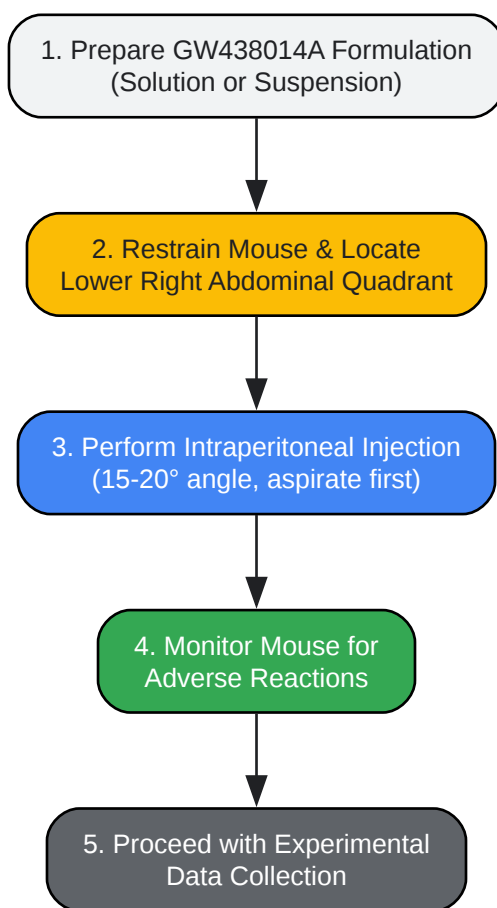 1. Prepare GW438014A Formulation
(Solution or Suspension)
2. Restrain Mouse & Locate
Lower Right Abdominal Quadrant
3. Perform Intraperitoneal Injection
(15-20° angle, aspirate first)
4. Monitor Mouse for
Adverse Reactions
5. Proceed with Experimental
Data Collection